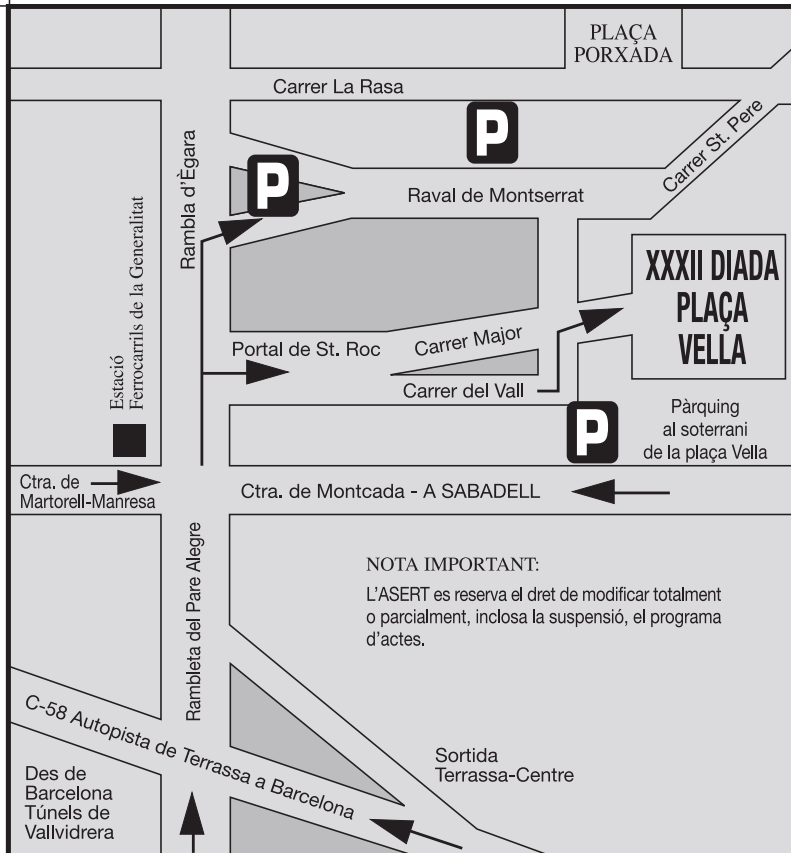 PLAÇA
PORXADA
Carrer La Rasa
Carrer St. Pere
P
P
Rambla d'Ègara
Raval de Montserrat
Estació
Ferrocarrils de la Generalitat
XXXII DIADA
PLAÇA
VELLA
Portal de St. Roc
Carrer Major
Carrer del Vall
P
Pàrquing
al soterrani
de la plaça Vella
Ctra. de
Martorell-Manresa
Ctra. de Montcada - A SABADELL
Rambleta del Pare Alegre
NOTA IMPORTANT:
L'ASERT es reserva el dret de modificar totalment
o parcialment, inclosa la suspensió, el programa
d'actes.
C-58 Autopista de Terrassa a Barcelona
Sortida
Terrassa-Centre
Des de
Barcelona
Túnels de
Vallvidrera